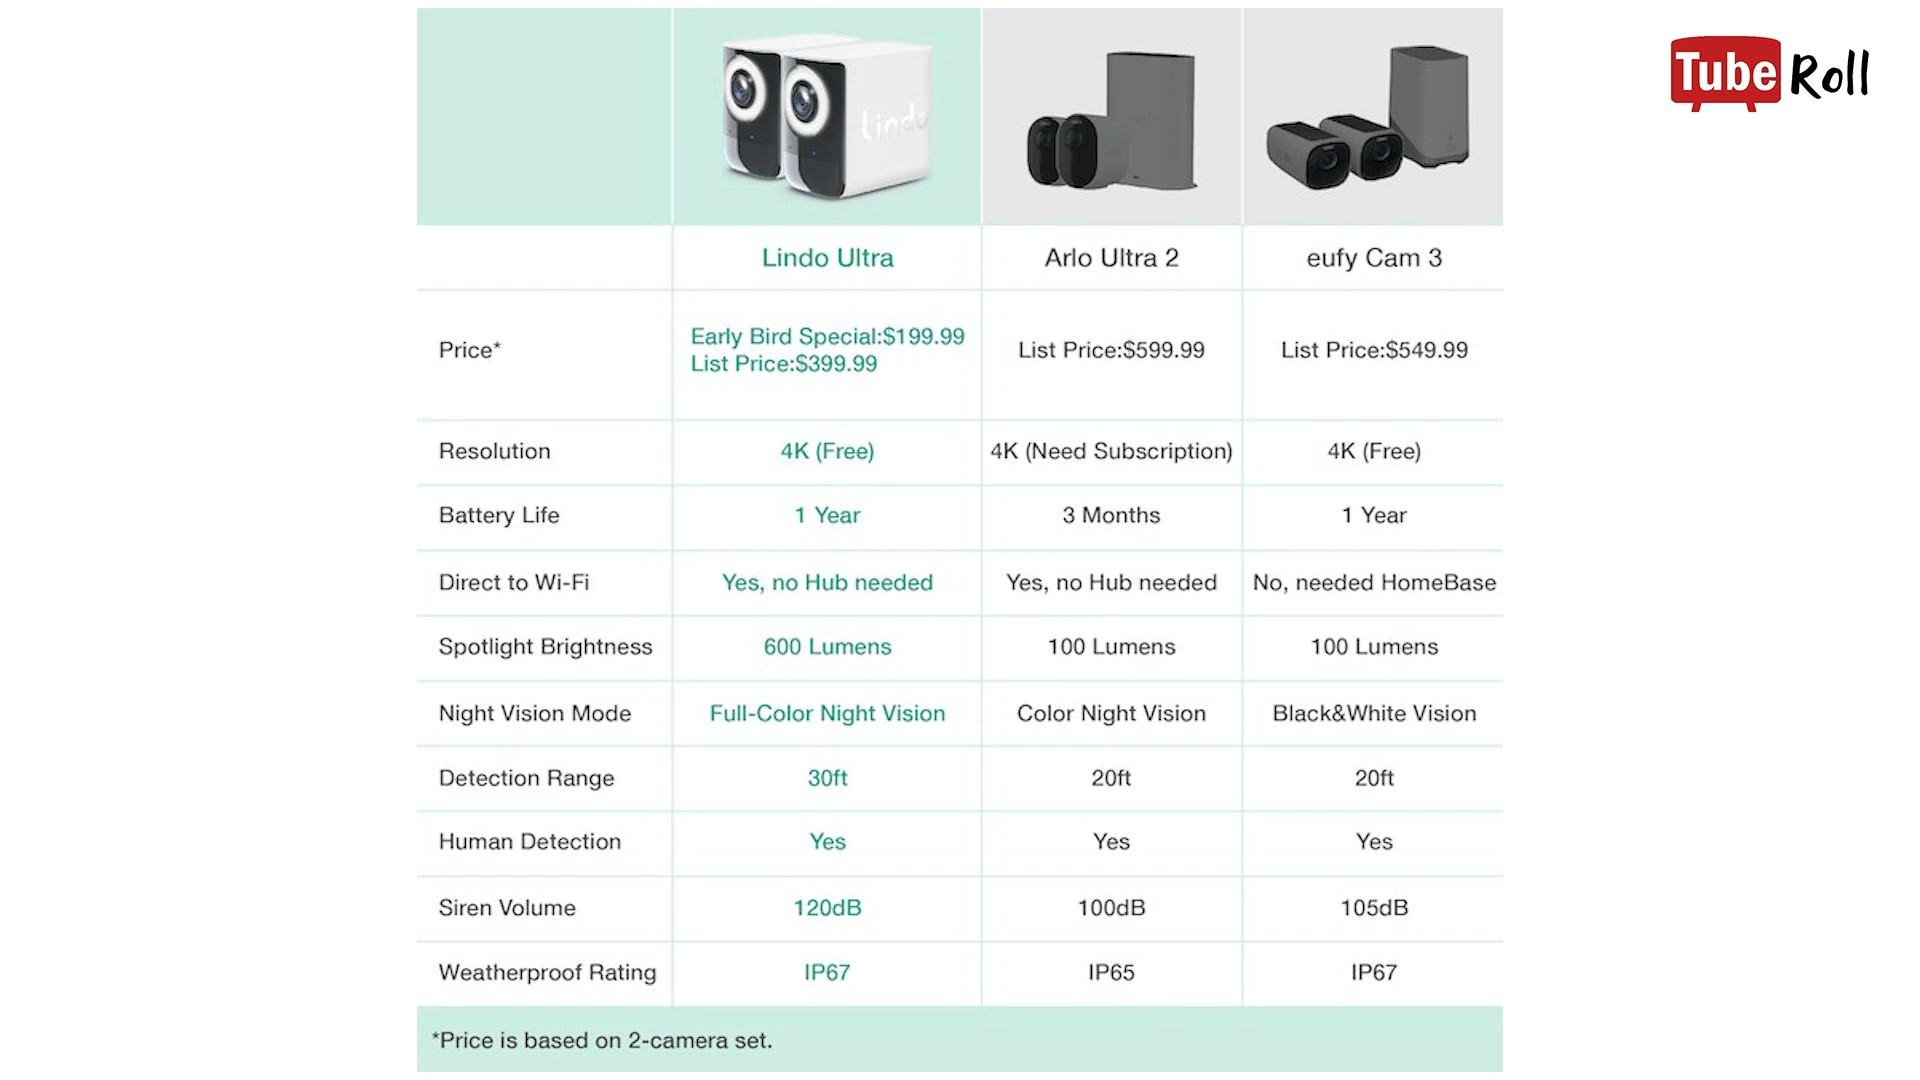 Tube Roll
Lindo
Lindo Ultra
Arlo Ultra 2
eufy Cam 3
Price*
Early Bird Special:$199.99
List Price:$399.99
List Price:$599.99
List Price:$549.99
Resolution
4K (Free)
4K (Need Subscription)
4K (Free)
Battery Life
1 Year
3 Months
1 Year
Direct to Wi-Fi
Yes, no Hub needed
Yes, no Hub needed
No, needed HomeBase
Spotlight Brightness
600 Lumens
100 Lumens
100 Lumens
Night Vision Mode
Full-Color Night Vision
Color Night Vision
Black&White Vision
Detection Range
30ft
20ft
20ft
Human Detection
Yes
Yes
Yes
Siren Volume
120dB
100dB
105dB
Weatherproof Rating
IP67
IP65
IP67
*Price is based on 2-camera set.